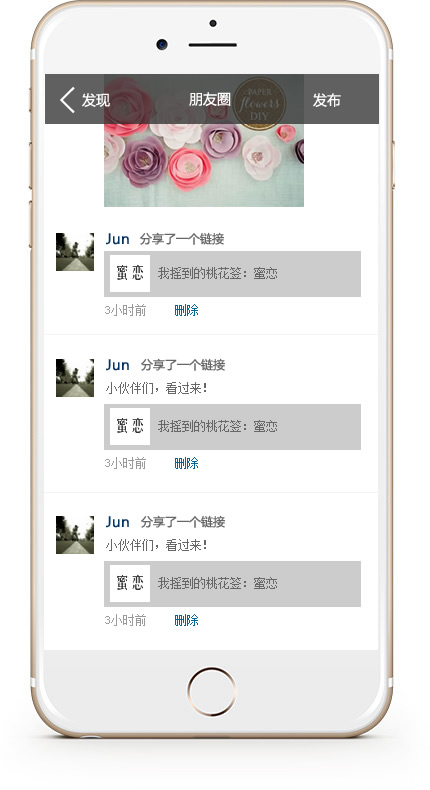 发现 朋友圈 发布
PAPER
flowers
DIY
Jun 分享了一个链接
蜜恋 我摇到的桃花签：蜜恋
3小时前 删除
Jun 分享了一个链接
小伙伴们，看过来！
蜜恋 我摇到的桃花签：蜜恋
3小时前 删除
Jun 分享了一个链接
小伙伴们，看过来！
蜜恋 我摇到的桃花签：蜜恋
3小时前 删除